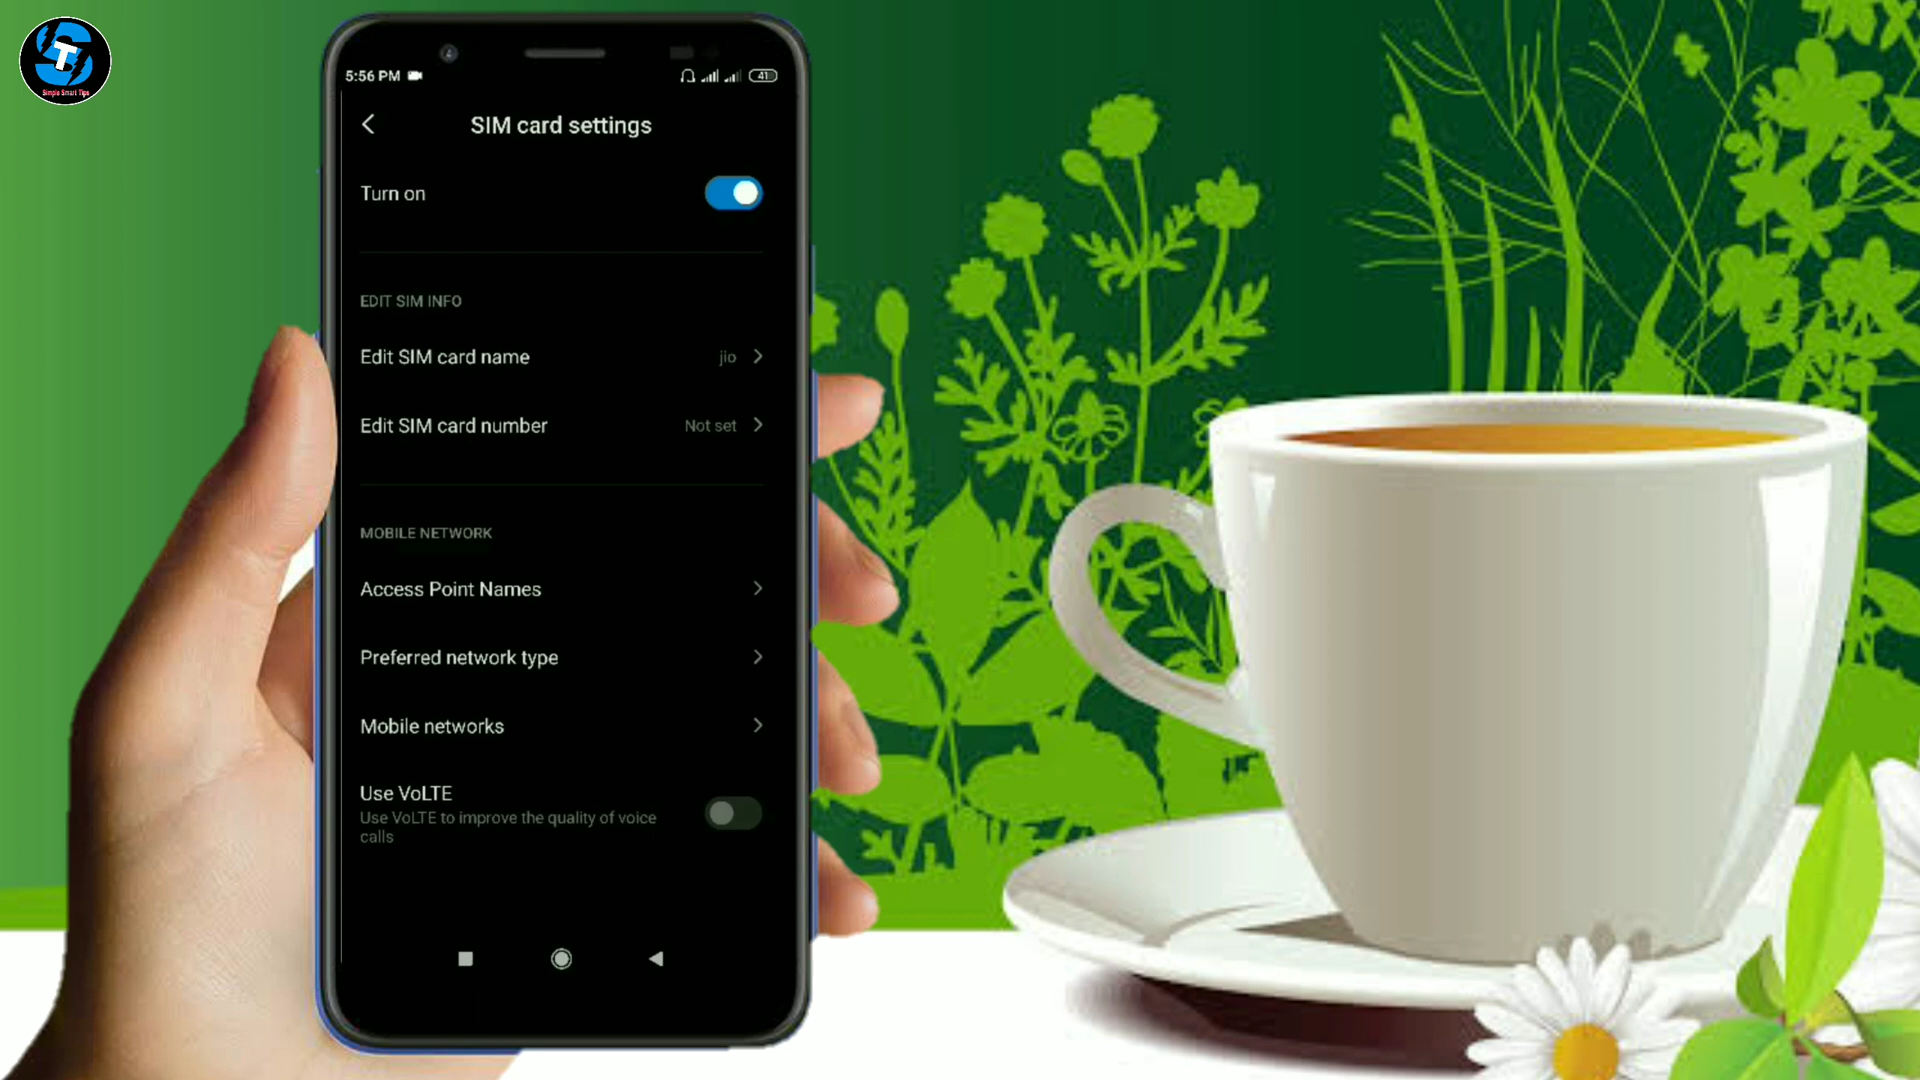 T
Simple Smart Tips
5:56 PM
41
SIM card settings
Turn on
EDIT SIM INFO
Edit SIM card name
jio
Edit SIM card number
Not set
MOBILE NETWORK
Access Point Names
Preferred network type
Mobile networks
Use VoLTE
Use VoLTE to improve the quality of voice
calls